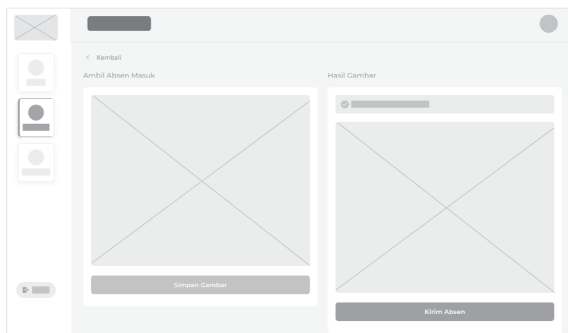 Kembali
Ambil Absen Masuk
Hasil Gambar
Simpan Gambar
Kirim Absen